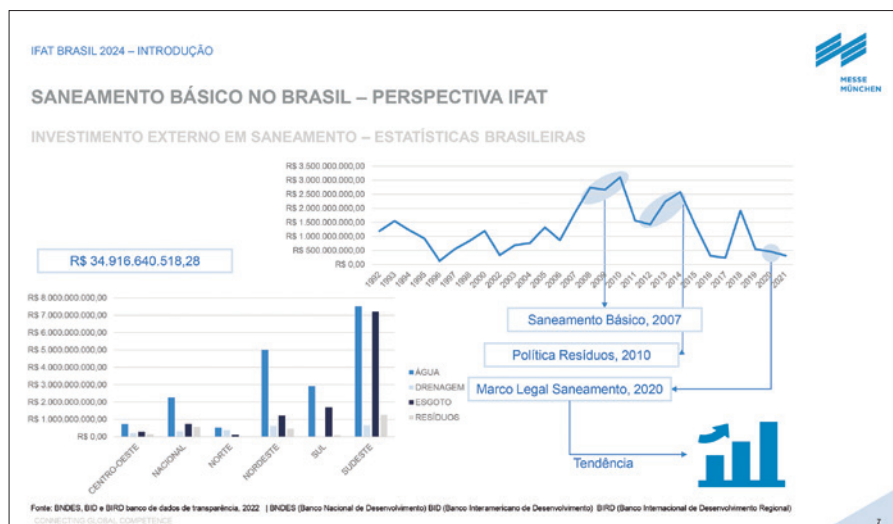 IFAT BRASIL 2024 – INTRODUÇÃO
MESSE
MÜNCHEN
SANEAMENTO BÁSICO NO BRASIL – PERSPECTIVA IFAT
INVESTIMENTO EXTERNO EM SANEAMENTO – ESTATÍSTICAS BRASILEIRAS
R$ 3.500.000.000,00
R$ 3.000.000.000,00
R$ 2.500.000.000,00
R$ 2.000.000.000,00
R$ 1.500.000.000,00
R$ 1.000.000.000,00
R$ 500.000.000,00
R$ 0,00
1992 1993 1994 1995 1996 1997 1998 2000 2002 2003 2004 2005 2006 2007 2008 2009 2010 2011 2012 2013 2014 2015 2016 2017 2018 2019 2020 2021
R$ 34.916.640.518,28
R$ 8.000.000.000,00
R$ 7.000.000.000,00
R$ 6.000.000.000,00
R$ 5.000.000.000,00
R$ 4.000.000.000,00
R$ 3.000.000.000,00
R$ 2.000.000.000,00
R$ 1.000.000.000,00
R$ 0,00
CENTRO-OESTE
NACIONAL
NORTE
NORDESTE
SUL
SUDESTE
ÁGUA
DRENAGEM
ESGOTO
RESÍDUOS
Saneamento Básico, 2007
Política Resíduos, 2010
Marco Legal Saneamento, 2020
Tendência
Fonte: BNDES, BID e BIRD banco de dados de transparência, 2022 | BNDES (Banco Nacional de Desenvolvimento) BID (Banco Interamericano de Desenvolvimento) BIRD (Banco Internacional de Desenvolvimento Regional)
CONNECTING GLOBAL COMPETENCE
7